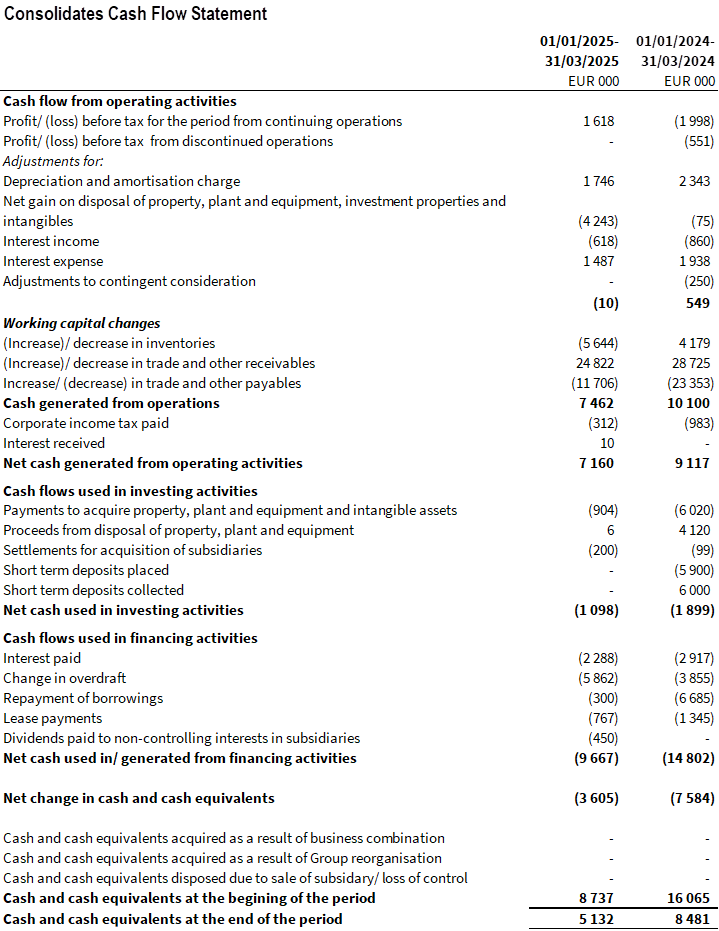 Consolidates Cash Flow Statement
01/01/2025- 01/01/2024-
31/03/2025 31/03/2024
EUR 000 EUR 000
Cash flow from operating activities
Profit/ (loss) before tax for the period from continuing operations 1 618 (1 998)
Profit/ (loss) before tax from discontinued operations - (551)
Adjustments for:
Depreciation and amortisation charge 1 746 2 343
Net gain on disposal of property, plant and equipment, investment properties and
intangibles (4 243) (75)
Interest income (618) (860)
Interest expense 1 487 1 938
Adjustments to contingent consideration - (250)
(10) 549
Working capital changes
(Increase)/ decrease in inventories (5 644) 4 179
(Increase)/ decrease in trade and other receivables 24 822 28 725
Increase/ (decrease) in trade and other payables (11 706) (23 353)
Cash generated from operations 7 462 10 100
Corporate income tax paid (312) (983)
Interest received 10 -
Net cash generated from operating activities 7 160 9 117
Cash flows used in investing activities
Payments to acquire property, plant and equipment and intangible assets (904) (6 020)
Proceeds from disposal of property, plant and equipment 6 4 120
Settlements for acquisition of subsidiaries (200) (99)
Short term deposits placed - (5 900)
Short term deposits collected - 6 000
Net cash used in investing activities (1 098) (1 899)
Cash flows used in financing activities
Interest paid (2 288) (2 917)
Change in overdraft (5 862) (3 855)
Repayment of borrowings (300) (6 685)
Lease payments (767) (1 345)
Dividends paid to non-controlling interests in subsidiaries (450) -
Net cash used in/ generated from financing activities (9 667) (14 802)
Net change in cash and cash equivalents (3 605) (7 584)
Cash and cash equivalents acquired as a result of business combination - -
Cash and cash equivalents acquired as a result of Group reorganisation - -
Cash and cash equivalents disposed due to sale of subsidary/ loss of control - -
Cash and cash equivalents at the begining of the period 8 737 16 065
Cash and cash equivalents at the end of the period 5 132 8 481